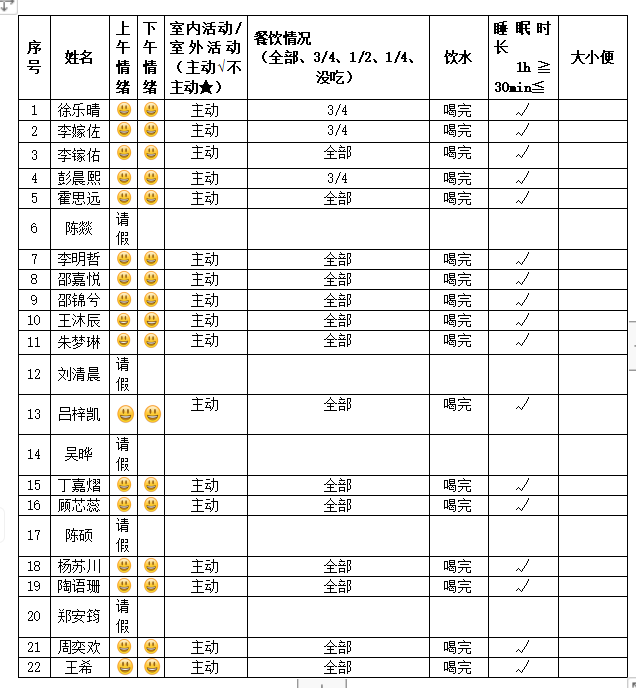 序号 姓名 上午情绪 下午情绪 室内活动/室外活动（主动√不主动★） 餐饮情况（全部、3/4、1/2、1/4、没吃） 饮水 睡眠时长 1h ≧ 30min≦ 大小便
1 徐乐晴 😀 😀 主动 3/4 喝完 √
2 李嫁佐 😀 😀 主动 3/4 喝完 √
3 李镓佑 😀 😀 主动 全部 喝完 √
4 彭晨熙 😀 😀 主动 3/4 喝完 √
5 霍思远 😀 😀 主动 全部 喝完 √
6 陈燚 请假
7 李明哲 😀 😀 主动 全部 喝完 √
8 邵嘉悦 😀 😀 主动 全部 喝完 √
9 邵锦兮 😀 😀 主动 全部 喝完 √
10 王沐辰 😀 😀 主动 全部 喝完 √
11 朱梦琳 😀 😀 主动 全部 喝完 √
12 刘清晨 请假
13 吕梓凯 😀 😀 主动 全部 喝完 √
14 吴晔 请假
15 丁嘉熠 😀 😀 主动 全部 喝完 √
16 顾芯蕊 😀 😀 主动 全部 喝完 √
17 陈硕 请假
18 杨苏川 😀 😀 主动 全部 喝完 √
19 陶语珊 😀 😀 主动 全部 喝完 √
20 郑安筠 请假
21 周奕欢 😀 😀 主动 全部 喝完 √
22 王希 😀 😀 主动 全部 喝完 √